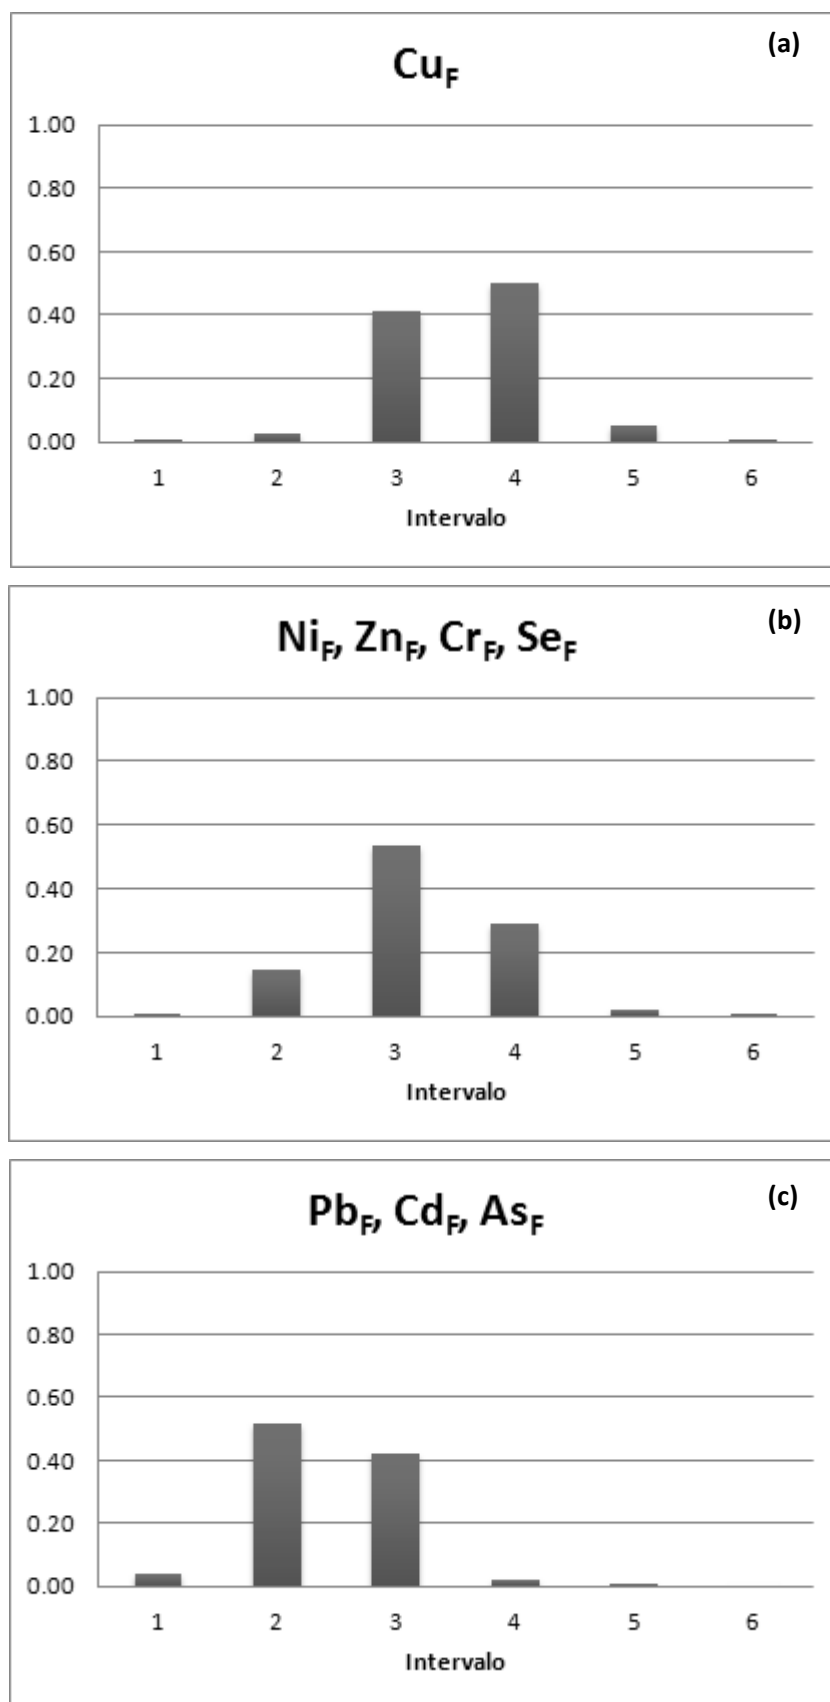 (a)
Cu_F
1.00
0.80
0.60
0.40
0.20
0.00
1 2 3 4 5 6
Intervalo
(b)
Ni_F, Zn_F, Cr_F, Se_F
1.00
0.80
0.60
0.40
0.20
0.00
1 2 3 4 5 6
Intervalo
(c)
Pb_F, Cd_F, As_F
1.00
0.80
0.60
0.40
0.20
0.00
1 2 3 4 5 6
Intervalo